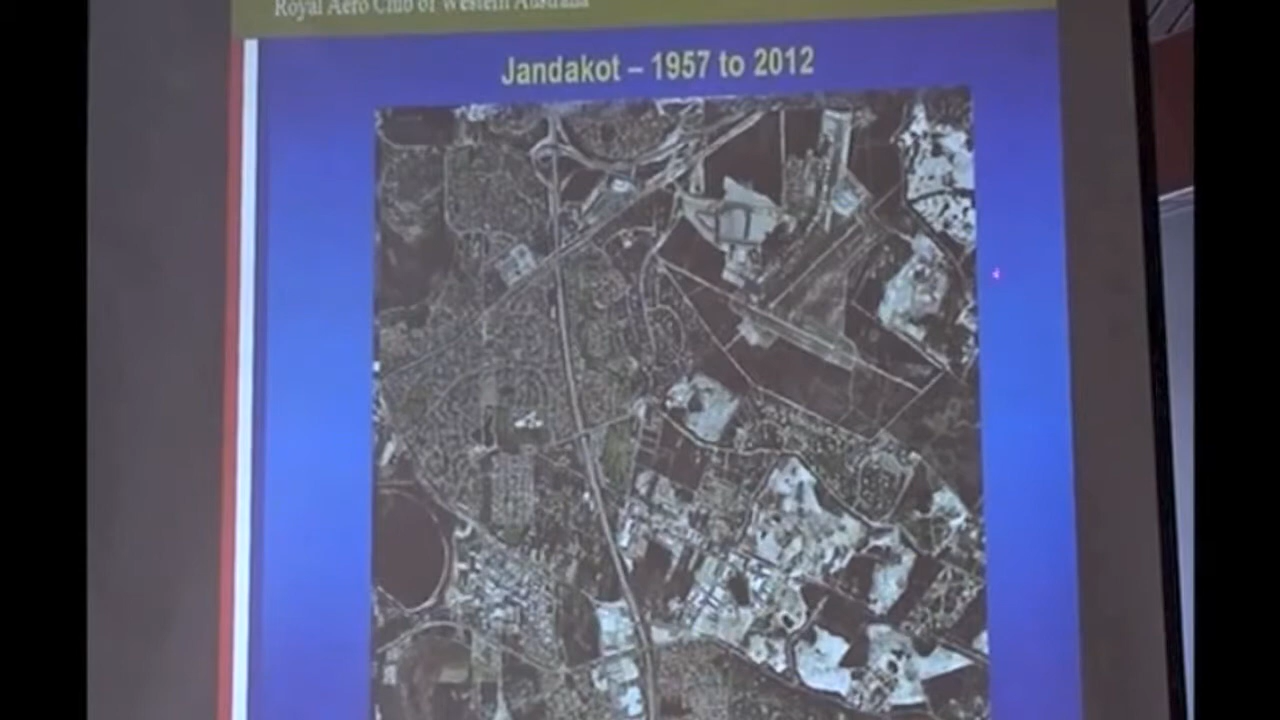 Royal Aero Club of Western Australia
Jandakot – 1957 to 2012